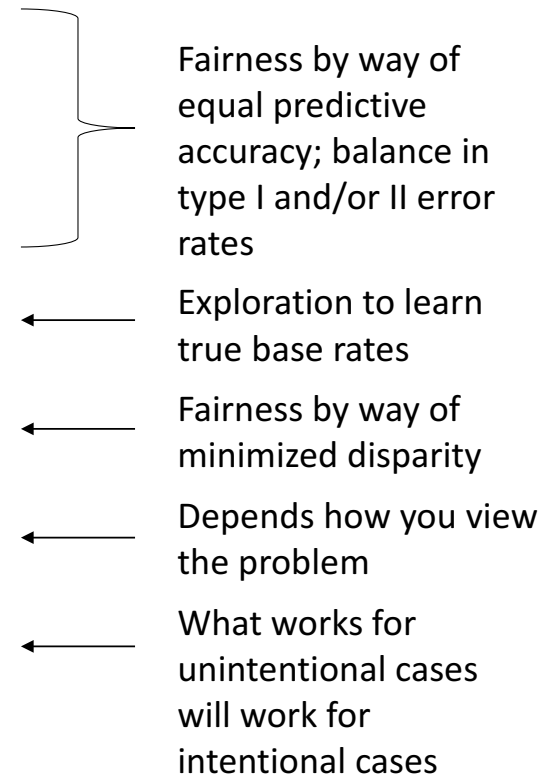 Fairness by way of
equal predictive
accuracy; balance in
type I and/or II error
rates
Exploration to learn
true base rates
Fairness by way of
minimized disparity
Depends how you view
the problem
What works for
unintentional cases
will work for
intentional cases